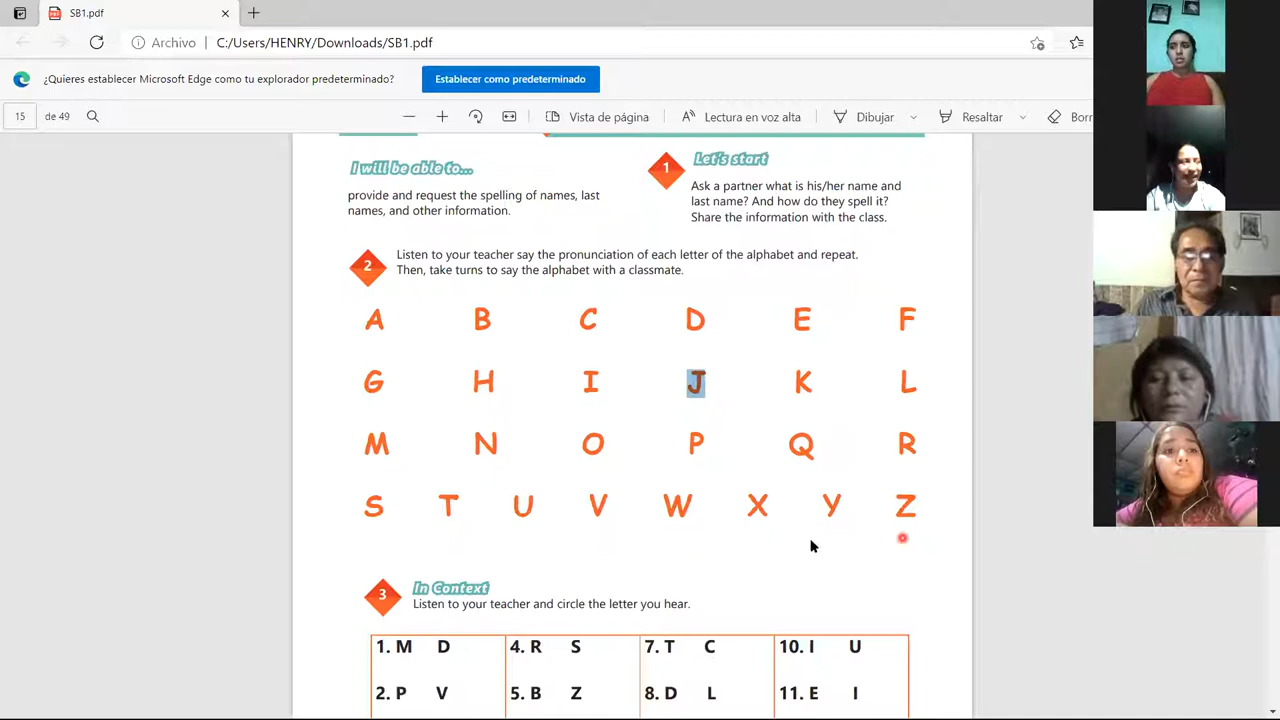 SB1.pdf
Archivo C:/Users/HENRY/Downloads/SB1.pdf
¿Quieres establecer Microsoft Edge como tu explorador predeterminado? Establecer como predeterminado
15 de 49 Vista de página Lectura en voz alta Dibujar Resaltar Borr
I will be able to...
provide and request the spelling of names, last
names, and other information.
1 Let's start
Ask a partner what is his/her name and
last name? And how do they spell it?
Share the information with the class.
2 Listen to your teacher say the pronunciation of each letter of the alphabet and repeat.
Then, take turns to say the alphabet with a classmate.
A B C D E F
G H I J K L
M N O P Q R
S T U V W X Y Z
3 In Context
Listen to your teacher and circle the letter you hear.
1. M D 4. R S 7. T C 10. I U
2. P V 5. B Z 8. D L 11. E I